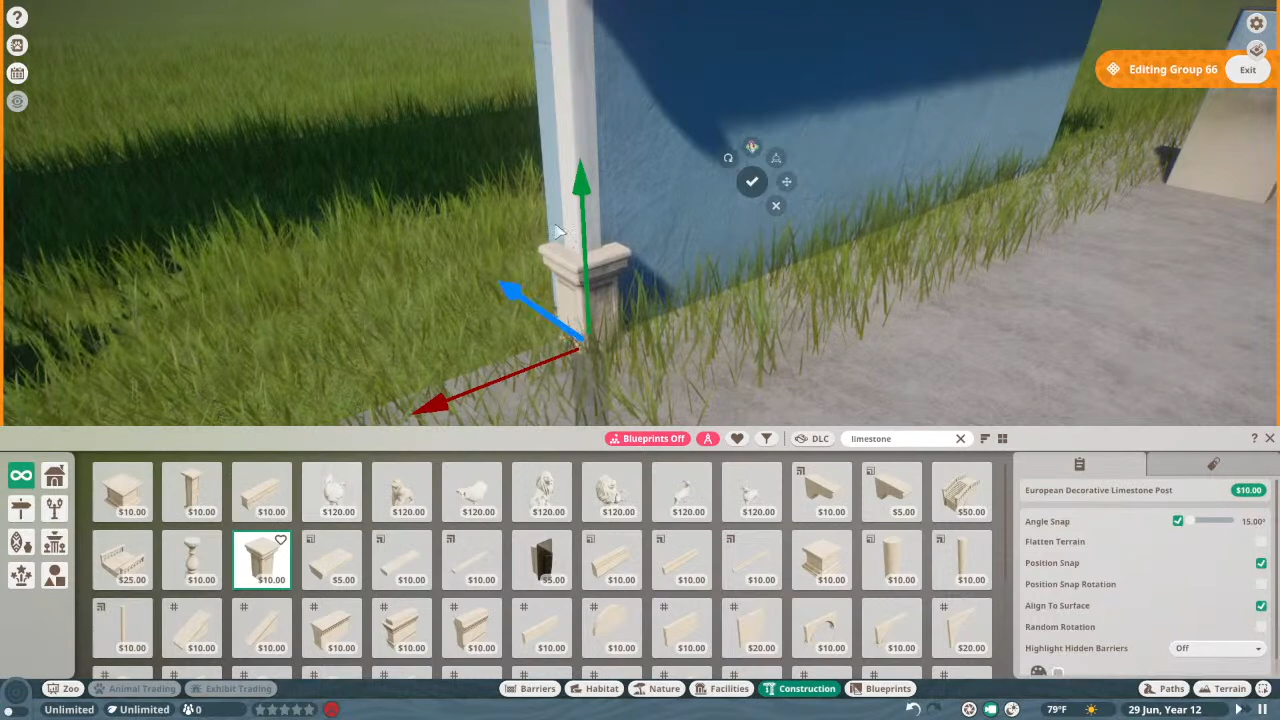 ?
Editing Group 66
Exit
Blueprints Off
DLC
limestone
?
$10.00 $10.00 $10.00 $120.00 $120.00 $120.00 $120.00 $120.00 $120.00 $120.00 $10.00 $5.00 $50.00
$25.00 $10.00 $10.00 $5.00 $10.00 $10.00 $5.00 $10.00 $10.00 $10.00 $10.00 $10.00 $10.00
$10.00 $10.00 $10.00 $10.00 $10.00 $10.00 $10.00 $10.00 $10.00 $20.00 $10.00 $10.00 $20.00
European Decorative Limestone Post $10.00
Angle Snap 15.00°
Flatten Terrain
Position Snap
Position Snap Rotation
Align To Surface
Random Rotation
Highlight Hidden Barriers Off
Zoo Animal Trading Exhibit Trading Barriers Habitat Nature Facilities Construction Blueprints Paths Terrain
Unlimited Unlimited 0 79°F 29 Jun, Year 12